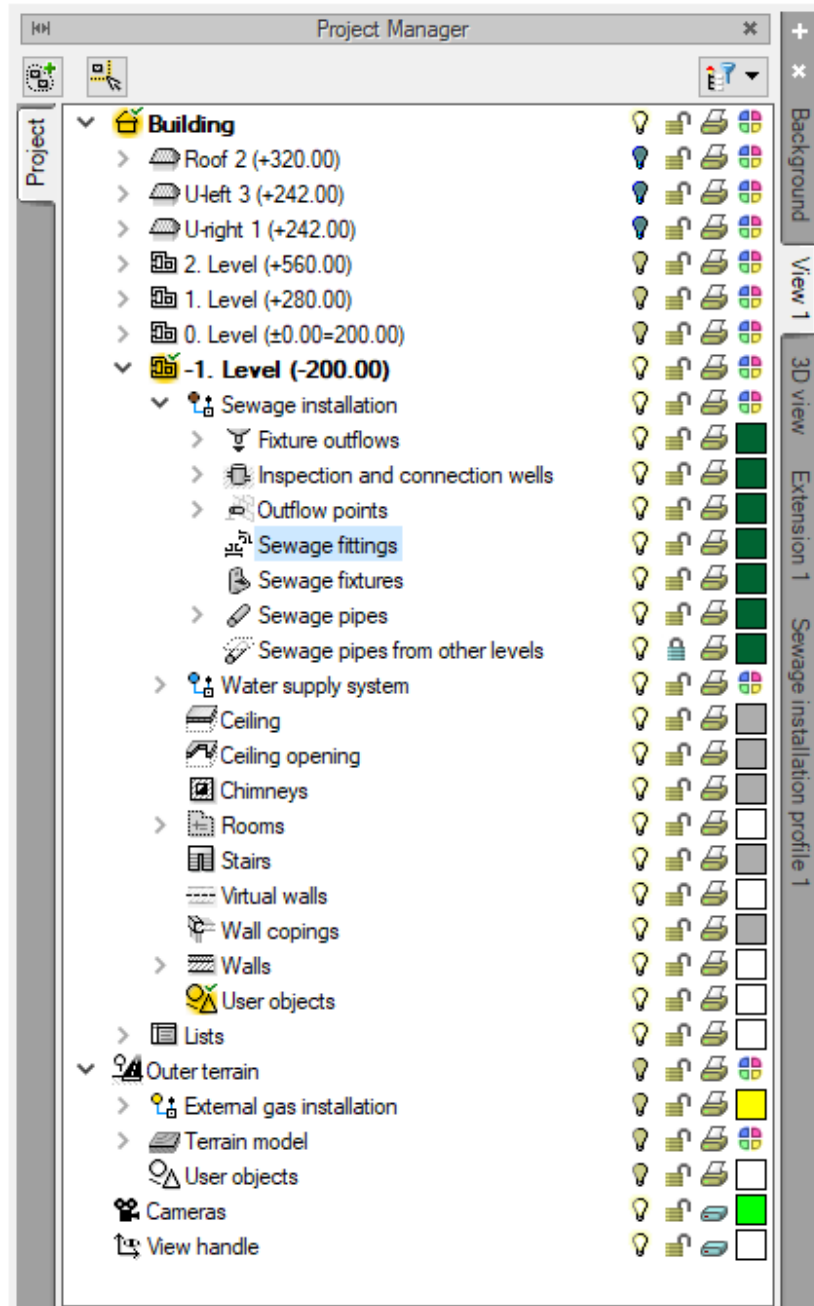 Project Manager
Project
Building
Roof 2 (+320.00)
U-left 3 (+242.00)
U-right 1 (+242.00)
2. Level (+560.00)
1. Level (+280.00)
0. Level (±0.00=200.00)
-1. Level (-200.00)
Sewage installation
Fixture outflows
Inspection and connection wells
Outflow points
Sewage fittings
Sewage fixtures
Sewage pipes
Sewage pipes from other levels
Water supply system
Ceiling
Ceiling opening
Chimneys
Rooms
Stairs
Virtual walls
Wall copings
Walls
User objects
Lists
Outer terrain
External gas installation
Terrain model
User objects
Cameras
View handle
Background
View 1
3D view
Extension 1
Sewage installation profile 1